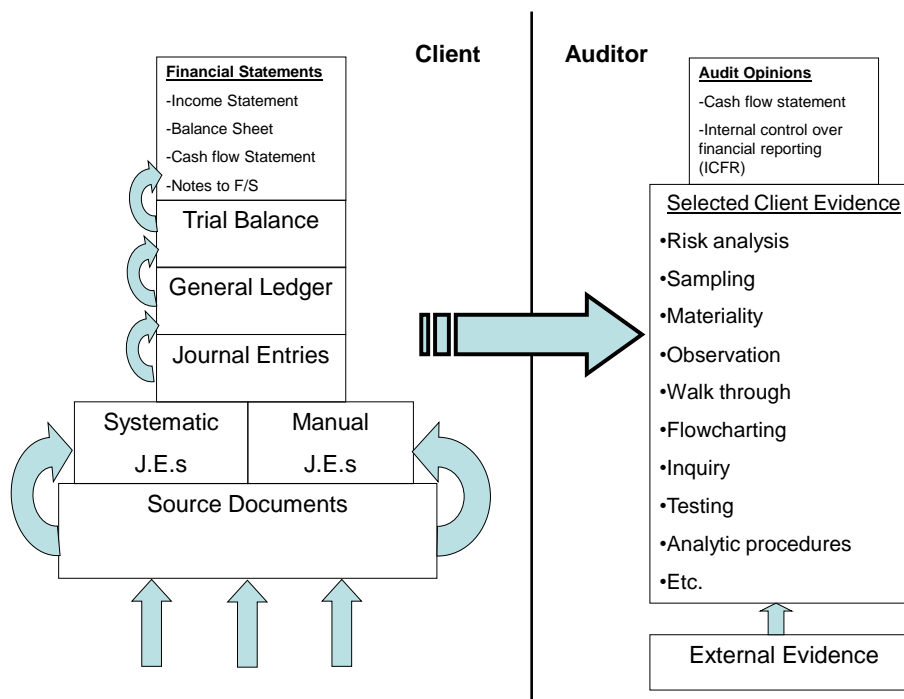 Client
Financial Statements
-Income Statement
-Balance Sheet
-Cash flow Statement
-Notes to F/S
Trial Balance
General Ledger
Journal Entries
Systematic
J.E.s
Manual
J.E.s
Source Documents
Auditor
Audit Opinions
-Cash flow statement
-Internal control over
financial reporting
(ICFR)
Selected Client Evidence
•Risk analysis
•Sampling
•Materiality
•Observation
•Walk through
•Flowcharting
•Inquiry
•Testing
•Analytic procedures
•Etc.
External Evidence